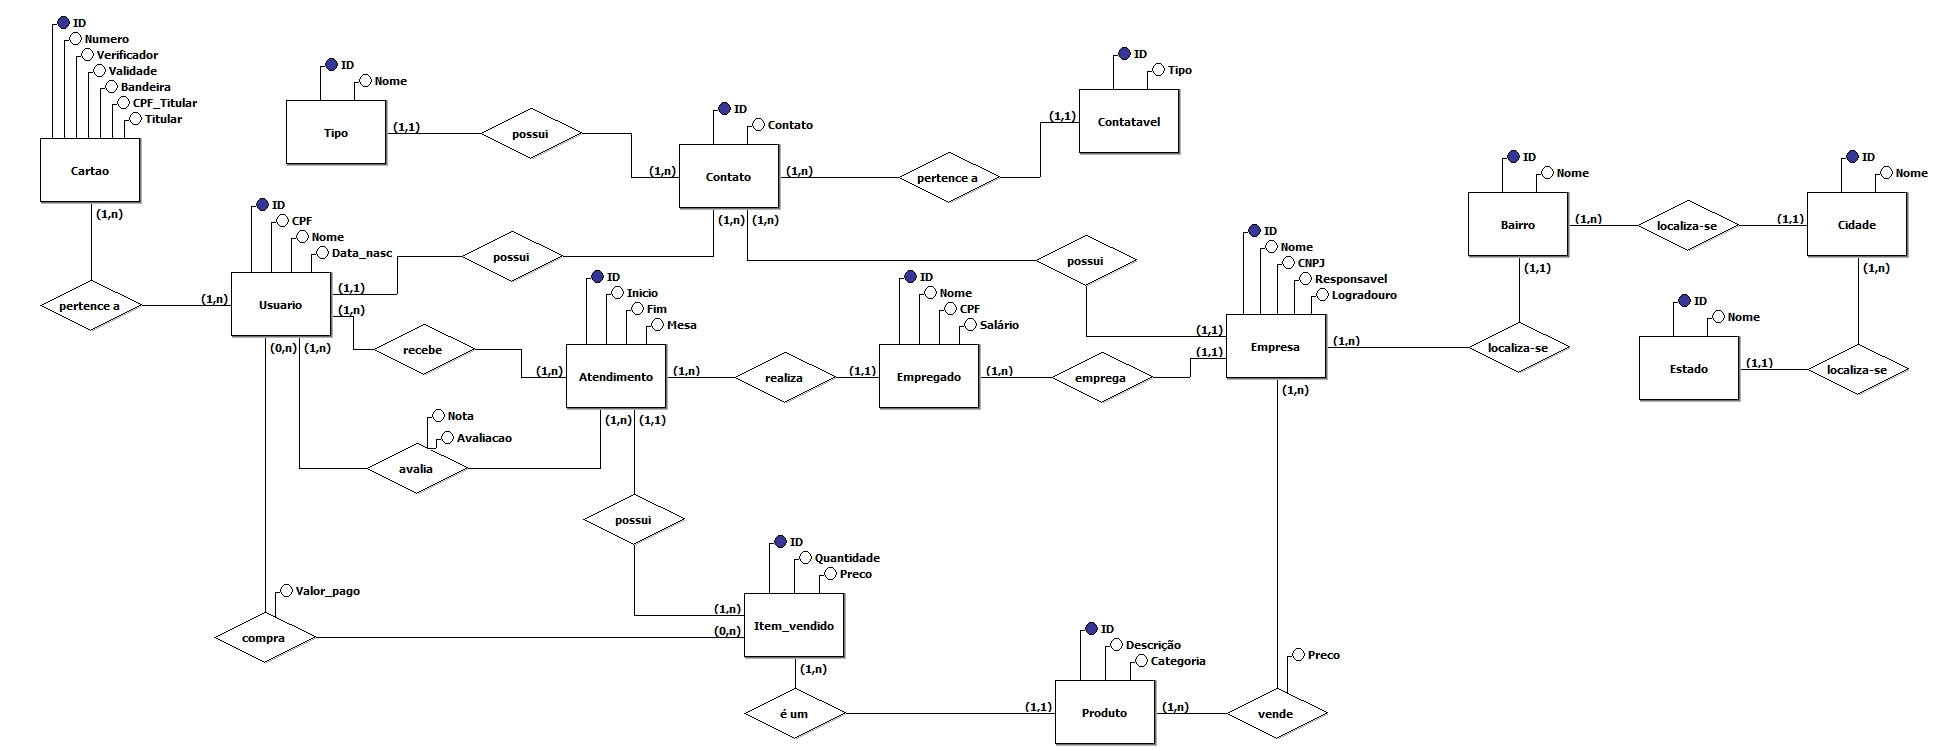 ID
Numero
Verificador
Validade
Bandeira
CPF_Titular
Titular
Cartao
(1,n)
pertence a
(1,n)
ID
Nome
Tipo
(1,1)
possui
(1,n)
ID
Contato
Contato
(1,n)
pertence a
(1,1)
ID
Tipo
Contatavel
(1,n)
(1,n)
ID
CPF
Nome
Data_nasc
Usuario
(1,1)
possui
(1,n)
recebe
(1,n)
(0,n)
(1,n)
ID
Inicio
Fim
Mesa
Atendimento
(1,n)
realiza
(1,1)
(1,n)
(1,1)
ID
Nome
CPF
Salário
Empregado
(1,n)
emprega
(1,1)
possui
(1,1)
ID
Nome
CNPJ
Responsavel
Logradouro
Empresa
(1,n)
localiza-se
(1,1)
(1,n)
ID
Nome
Bairro
(1,n)
localiza-se
(1,1)
ID
Nome
Cidade
(1,n)
localiza-se
(1,1)
ID
Nome
Estado
Nota
Avaliacao
avalia
possui
(1,n)
ID
Quantidade
Preco
Item_vendido
(0,n)
Valor_pago
compra
(1,n)
é um
(1,1)
ID
Descrição
Categoria
Produto
(1,n)
Preco
vende